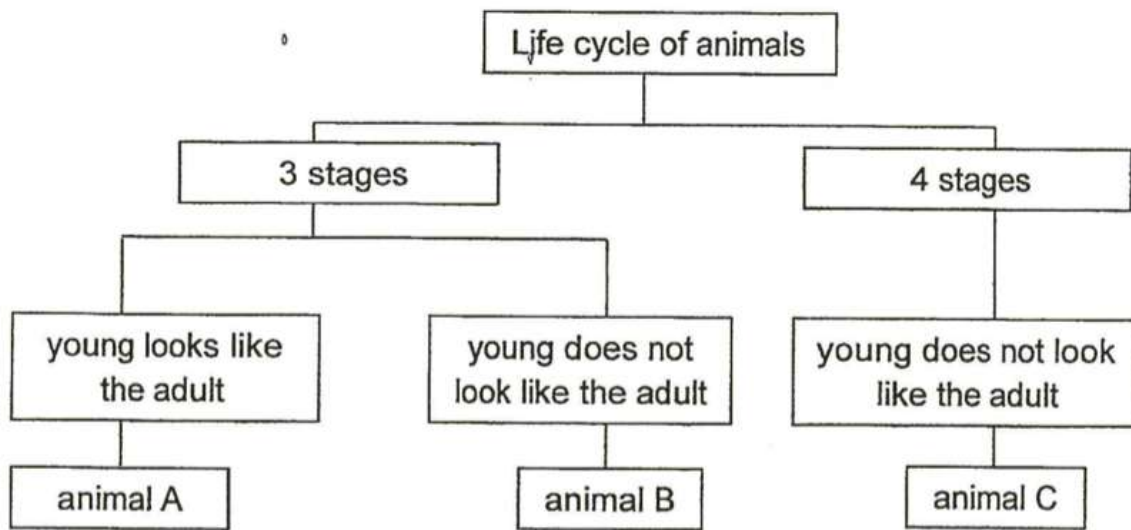 Life cycle of animals
3 stages
4 stages
young looks like
the adult
young does not
look like the adult
young does not look
like the adult
animal A
animal B
animal C